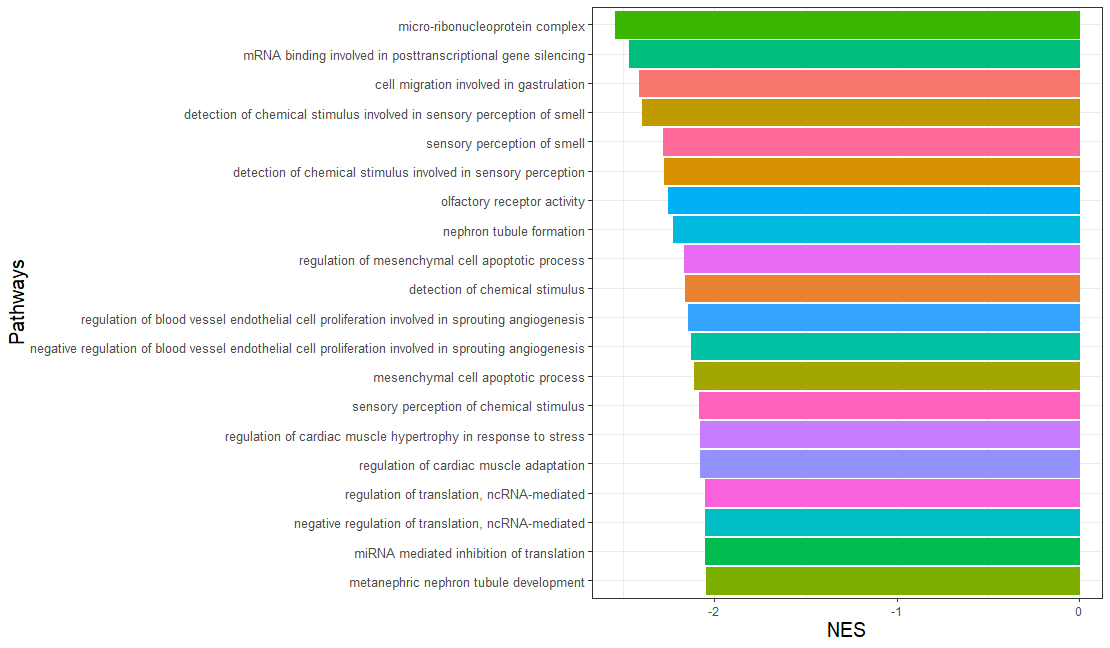 micro-ribonucleoprotein complex
mRNA binding involved in posttranscriptional gene silencing
cell migration involved in gastrulation
detection of chemical stimulus involved in sensory perception of smell
sensory perception of smell
detection of chemical stimulus involved in sensory perception
olfactory receptor activity
nephron tubule formation
regulation of mesenchymal cell apoptotic process
detection of chemical stimulus
regulation of blood vessel endothelial cell proliferation involved in sprouting angiogenesis
negative regulation of blood vessel endothelial cell proliferation involved in sprouting angiogenesis
mesenchymal cell apoptotic process
sensory perception of chemical stimulus
regulation of cardiac muscle hypertrophy in response to stress
regulation of cardiac muscle adaptation
regulation of translation, ncRNA-mediated
negative regulation of translation, ncRNA-mediated
miRNA mediated inhibition of translation
metanephric nephron tubule development
Pathways
-2 -1 0
NES